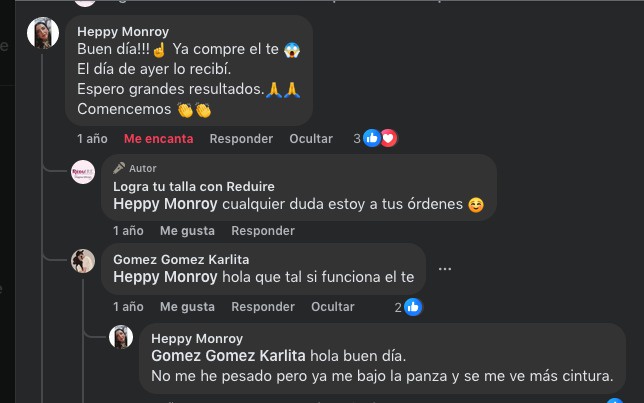 Heppy Monroy
Buen día!!!☝️ Ya compre el te 😱
El día de ayer lo recibí.
Espero grandes resultados.🙏🙏
Comencemos 👏👏
1 año Me encanta Responder Ocultar 3
Autor
Logra tu talla con Reduire
Heppy Monroy cualquier duda estoy a tus órdenes 😊
1 año Me gusta Responder
Gomez Gomez Karlita
Heppy Monroy hola que tal si funciona el te
...
1 año Me gusta Responder Ocultar 2
Heppy Monroy
Gomez Gomez Karlita hola buen día.
No me he pesado pero ya me bajo la panza y se me ve más cintura.